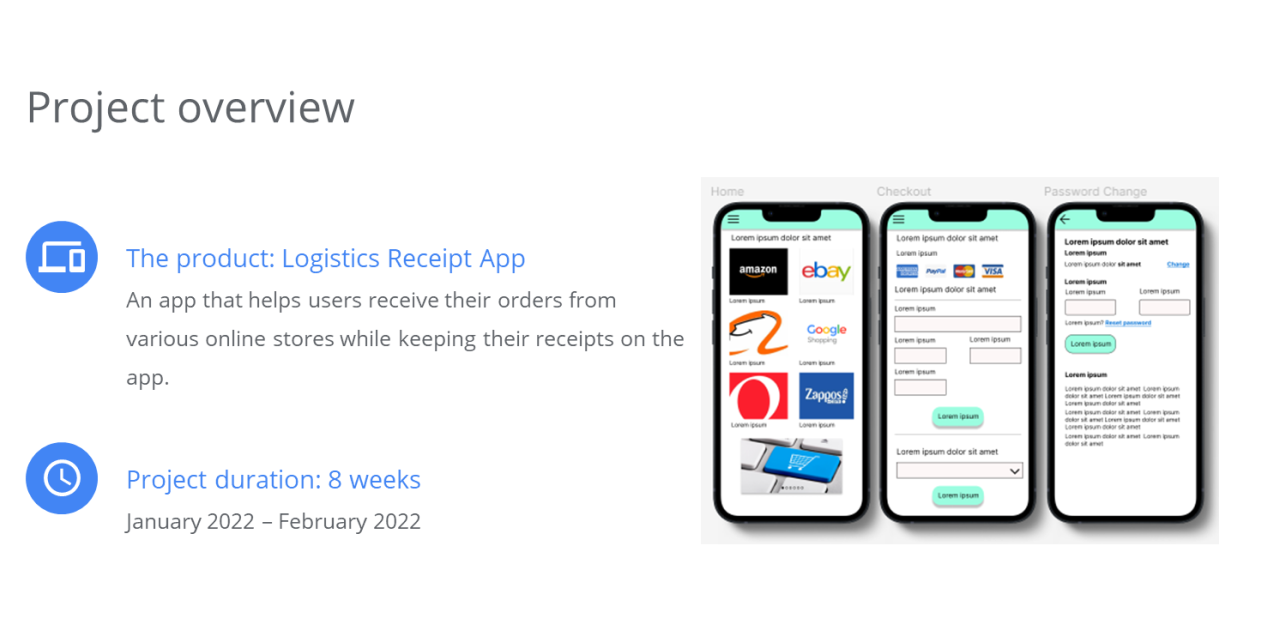 Project overview
The product: Logistics Receipt App
An app that helps users receive their orders from
various online stores while keeping their receipts on the
app.
Project duration: 8 weeks
January 2022 – February 2022
Home
Lorem ipsum dolor sit amet
amazon
ebay
Lorem ipsum
Lorem ipsum
Google
Shopping
Lorem ipsum
Lorem ipsum
Zappos
Lorem ipsum
Lorem ipsum
Checkout
Lorem ipsum dolor sit amet
Lorem ipsum
PayPal
VISA
Lorem ipsum dolor sit amet
Lorem ipsum
Lorem ipsum
Lorem ipsum
Lorem ipsum
Lorem ipsum
Lorem ipsum dolor sit amet
Lorem ipsum
Password Change
Lorem ipsum dolor sit amet
Lorem ipsum
Lorem ipsum dolor sit amet Change
Lorem ipsum
Lorem ipsum
Lorem ipsum
Lorem ipsum? Reset password
Lorem ipsum
Lorem ipsum
Lorem ipsum dolor sit amet Lorem ipsum
dolor sit amet Lorem ipsum dolor sit amet
Lorem ipsum dolor sit amet
Lorem ipsum dolor sit amet Lorem ipsum
dolor sit amet Lorem ipsum dolor sit amet
Lorem ipsum dolor sit amet
Lorem ipsum dolor sit amet Lorem ipsum
dolor sit amet